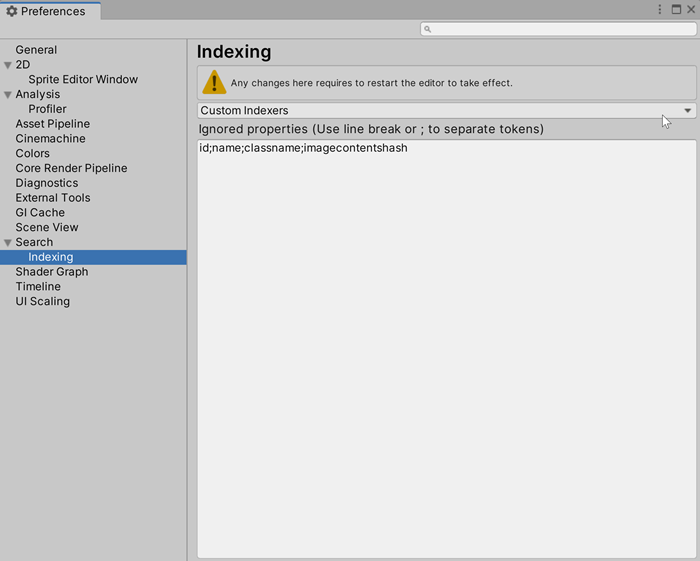 Preferences
General
2D
Sprite Editor Window
Analysis
Profiler
Asset Pipeline
Cinemachine
Colors
Core Render Pipeline
Diagnostics
External Tools
GI Cache
Scene View
Search
Indexing
Shader Graph
Timeline
UI Scaling
Indexing
Any changes here requires to restart the editor to take effect.
Custom Indexers
Ignored properties (Use line break or ; to separate tokens)
id;name;classname;imagecontentshash